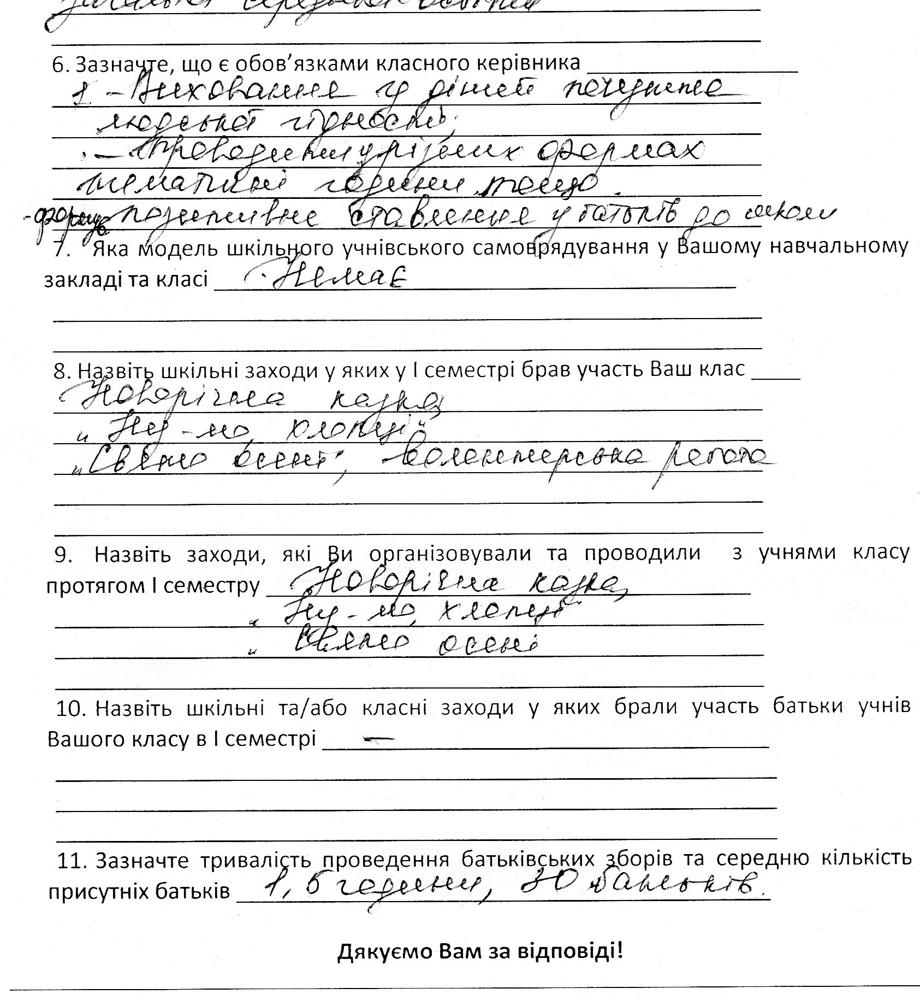 загальна середня освіта
6. Зазначте, що є обов’язками класного керівника
1. – Виховання у дітей почуття
людської гідності;
– Проводити у різних формах
тематичні години тощо.
- формув позитивне ставлення у батьків до школи
7. Яка модель шкільного учнівського самоврядування у Вашому навчальному
закладі та класі Немає
8. Назвіть шкільні заходи у яких у І семестрі брав участь Ваш клас
Новорічна казка,
„ Ну-мо, хлопці“
„Свято осені“, волонтерська робота
9. Назвіть заходи, які Ви організовували та проводили з учнями класу
протягом І семестру Новорічна казка,
„ Ну-мо, хлопці“
„ Свято осені
10. Назвіть шкільні та/або класні заходи у яких брали участь батьки учнів
Вашого класу в І семестрі —
11. Зазначте тривалість проведення батьківських зборів та середню кількість
присутніх батьків 1,5 години, 30 батьків.
Дякуємо Вам за відповіді!